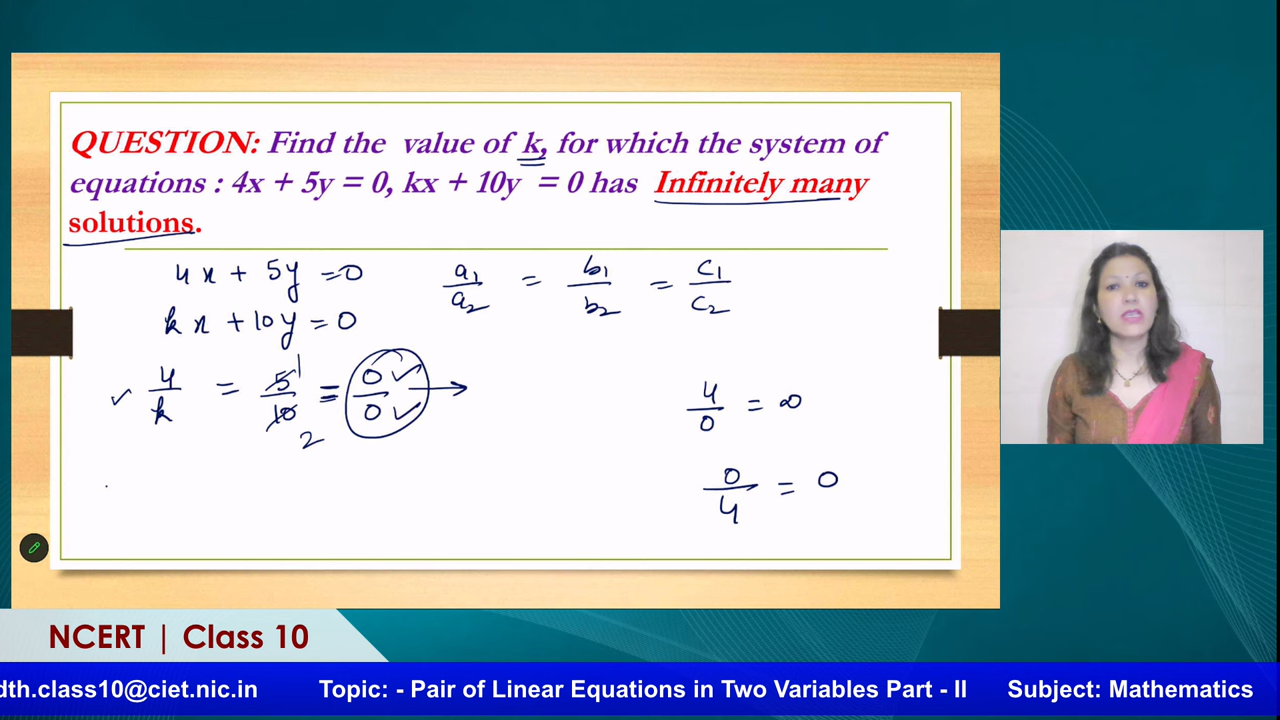 QUESTION: Find the value of k, for which the system of
equations : 4x + 5y = 0, kx + 10y = 0 has Infinitely many
solutions.
4x + 5y = 0
kx + 10y = 0
a1/a2 = b1/b2 = c1/c2
4/k = 5/10 = 0/0
1
2
4/0 = ∞
0/4 = 0
NCERT | Class 10
dth.class10@ciet.nic.in Topic: - Pair of Linear Equations in Two Variables Part - II Subject: Mathematics